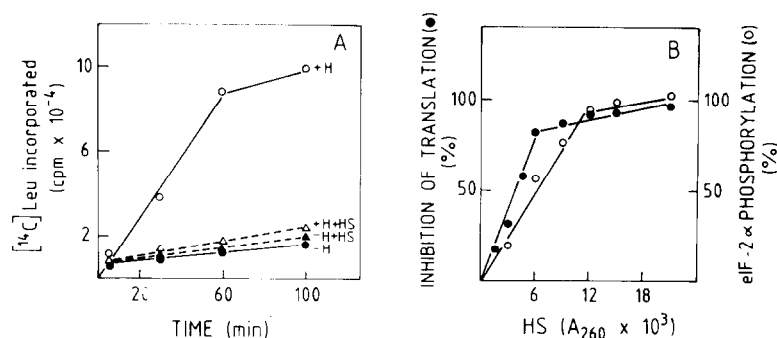 A
[¹⁴C] Leu incorporated
(cpm x 10⁻⁴)
10
6
2
+H
+H+HS
-H+HS
-H
20
60
100
TIME (min)
B
INHIBITION OF TRANSLATION (●)
(%)
100
50
100
50
eIF-2 α PHOSPHORYLATION (○)
(%)
6
12
18
HS (A₂₆₀ x 10³)